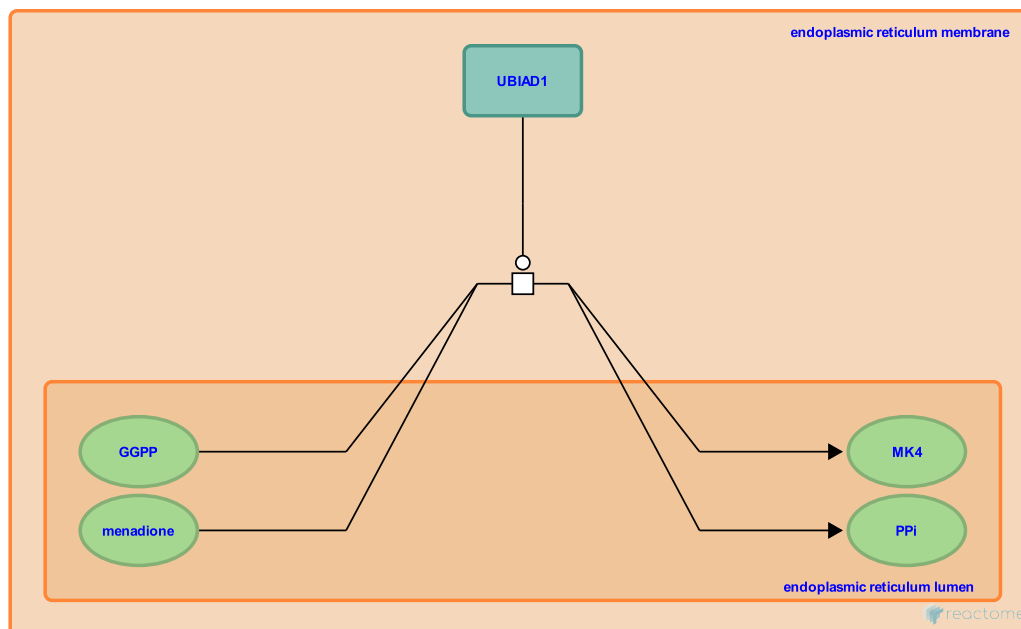 endoplasmic reticulum membrane
UBIAD1
GGPP
MK4
menadione
PPi
endoplasmic reticulum lumen
reactome